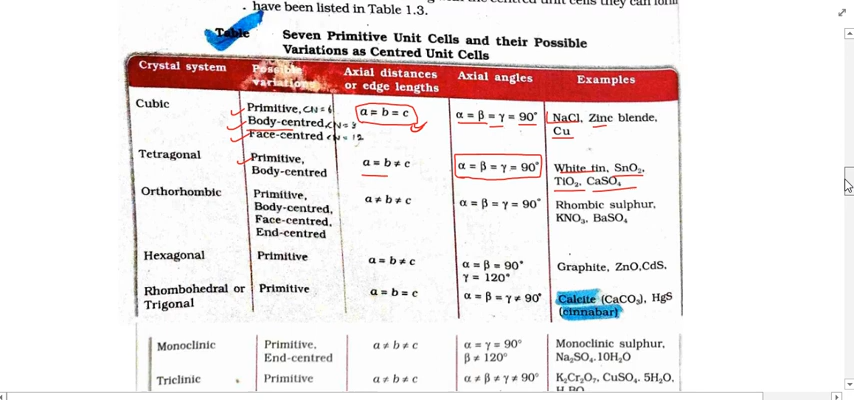 have been listed in Table 1.3.
Table
Seven Primitive Unit Cells and their Possible
Variations as Centred Unit Cells
Crystal system
Possible
variations
Axial distances
or edge lengths
Axial angles
Examples
Cubic
Primitive, CN = 6
Body-centred, CN = 8
Face-centred CN = 12
a = b = c
α = β = γ = 90°
NaCl, Zinc blende,
Cu
Tetragonal
Primitive,
Body-centred
a = b ≠ c
α = β = γ = 90°
White tin, SnO₂,
TiO₂, CaSO₄
Orthorhombic
Primitive,
Body-centred,
Face-centred,
End-centred
a ≠ b ≠ c
α = β = γ = 90°
Rhombic sulphur,
KNO₃, BaSO₄
Hexagonal
Primitive
a = b ≠ c
α = β = 90°
γ = 120°
Graphite, ZnO,CdS.
Rhombohedral or
Trigonal
Primitive
a = b = c
α = β = γ ≠ 90°
Calcite (CaCO₃), HgS
(cinnabar)
Monoclinic
Primitive,
End-centred
a ≠ b ≠ c
α = γ = 90°
β ≠ 120°
Monoclinic sulphur,
Na₂SO₄.10H₂O
Triclinic
Primitive
a ≠ b ≠ c
α ≠ β ≠ γ ≠ 90°
K₂Cr₂O₇, CuSO₄. 5H₂O,